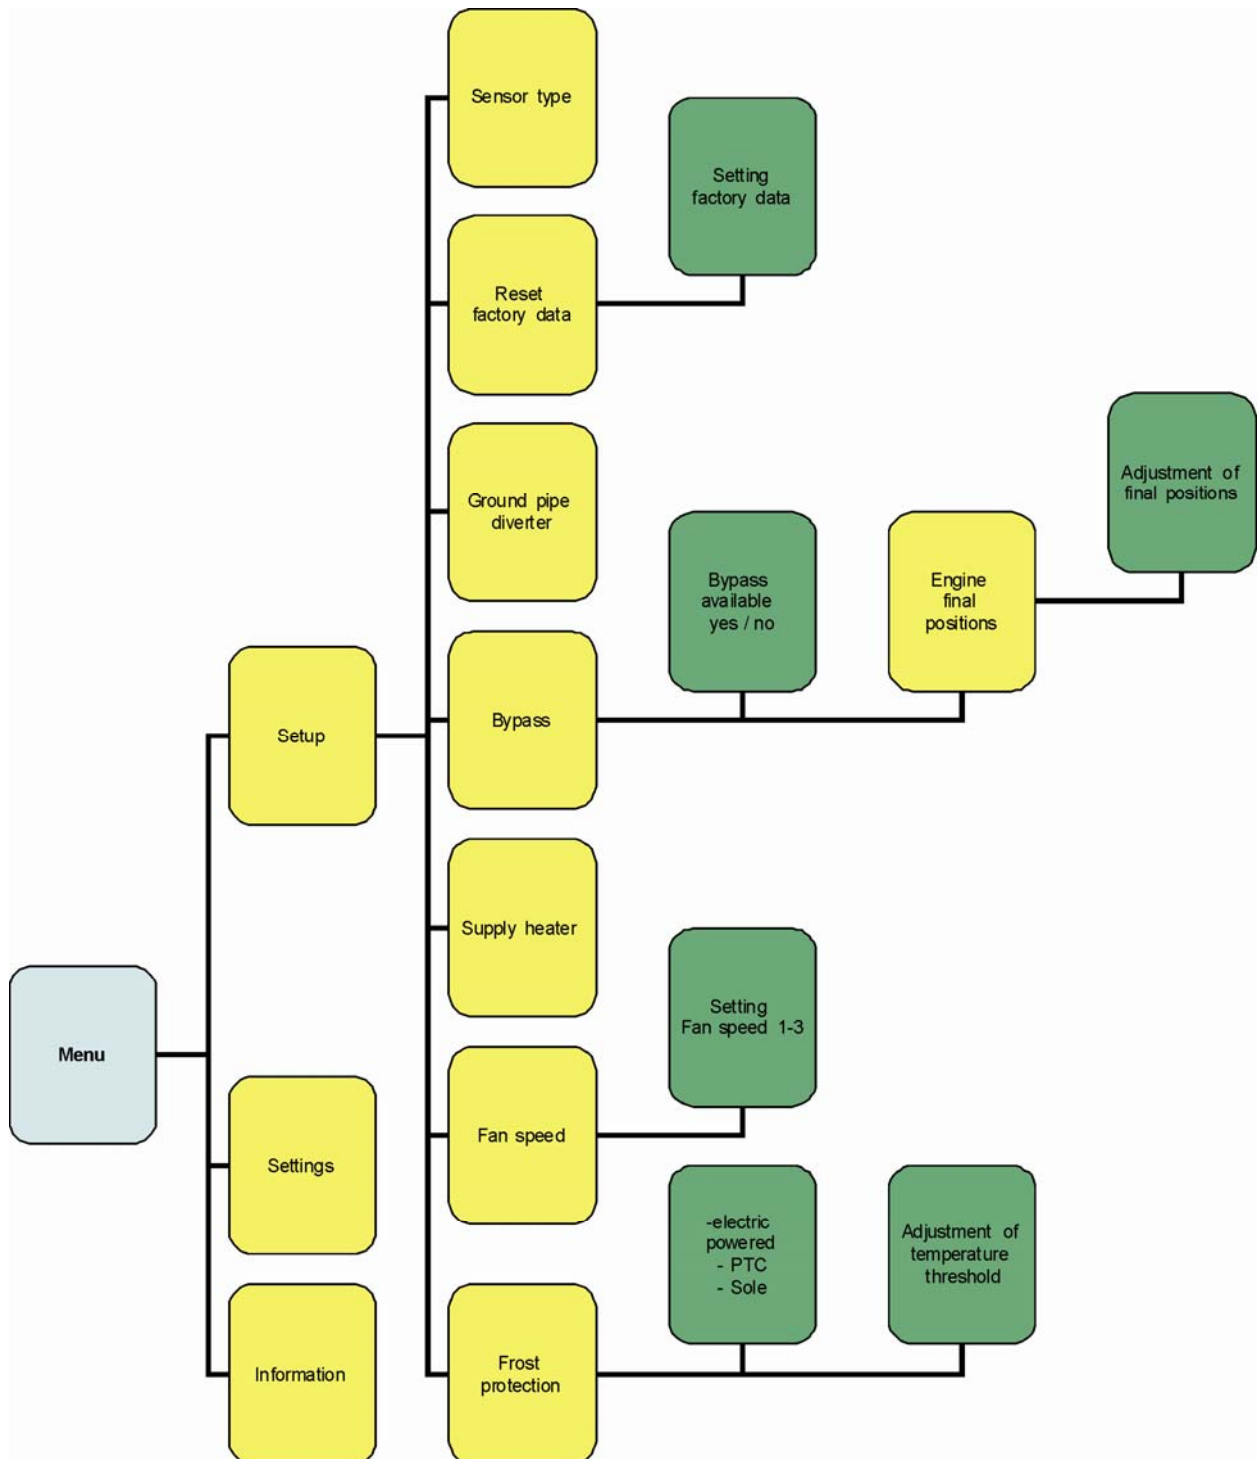 Sensor type
Setting
factory data
Reset
factory data
Ground pipe
diverter
Bypass
available
yes / no
Engine
final
positions
Adjustment of
final positions
Setup
Bypass
Supply heater
Setting
Fan speed 1-3
Menu
Fan speed
Settings
-electric
powered
- PTC
- Sole
Adjustment of
temperature
threshold
Information
Frost
protection